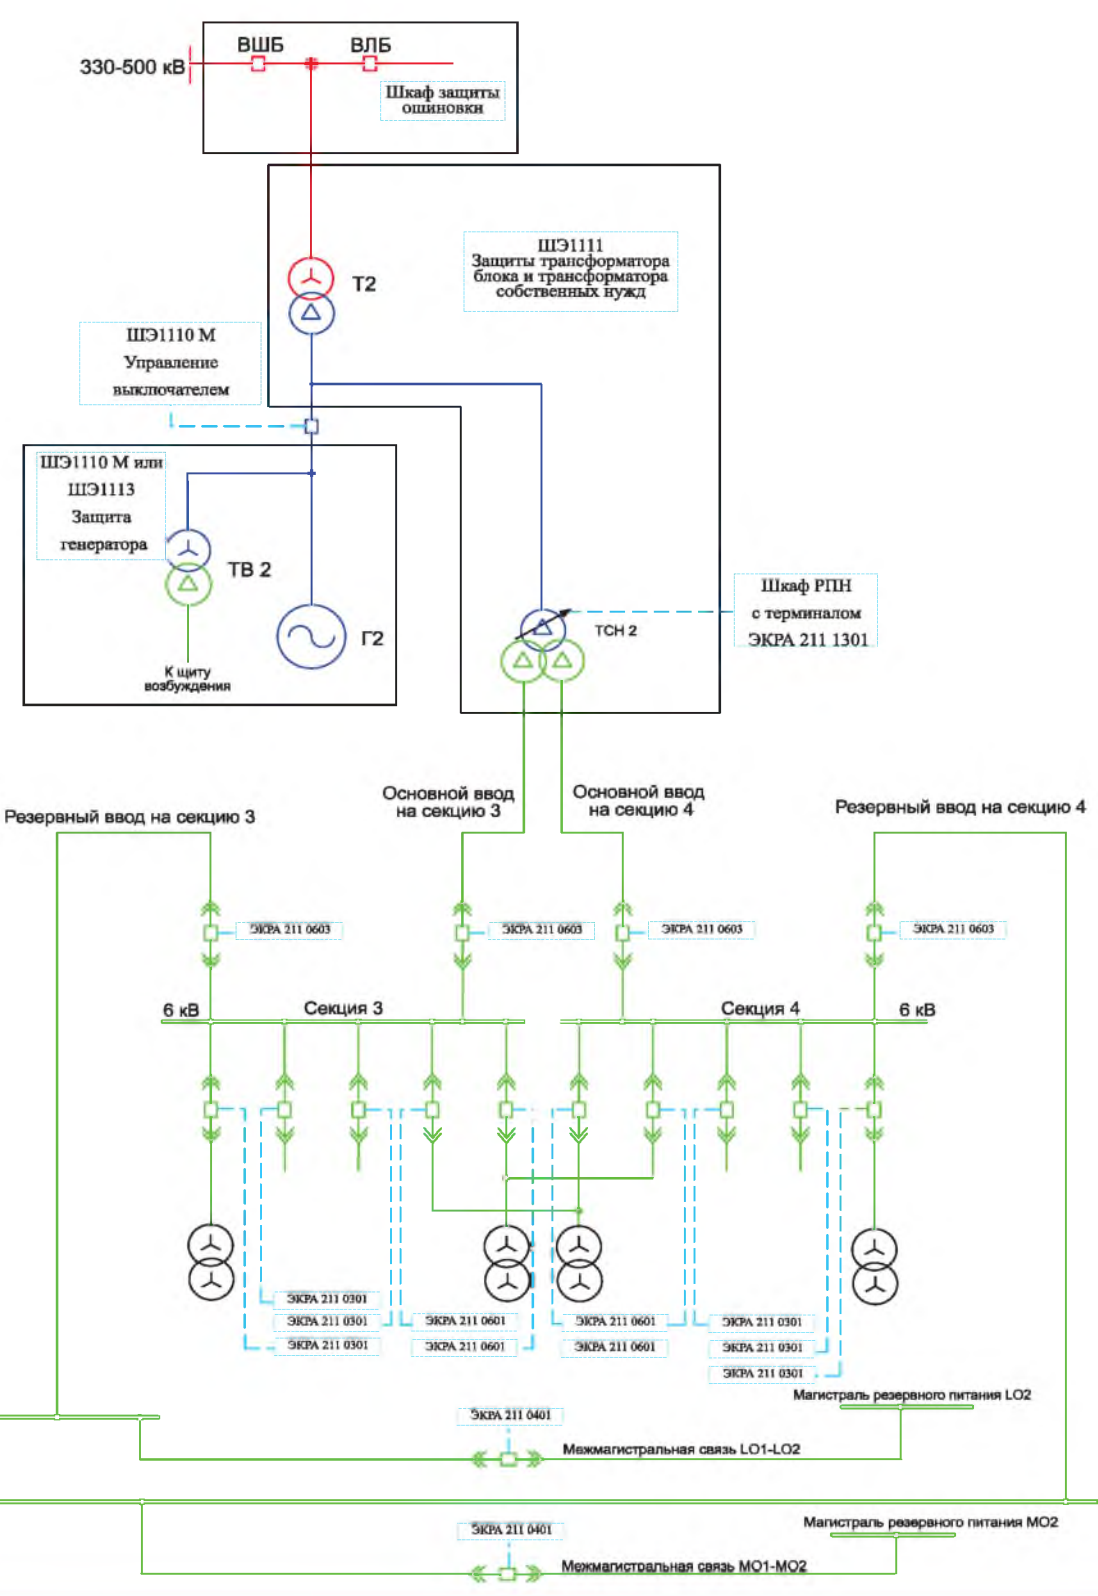 330-500 кВ
ВШБ
ВЛБ
Шкаф защиты
ошиновки
ШЭ1111
Защиты трансформатора
блока и трансформатора
собственных нужд
Т2
ШЭ1110 М
Управление
выключателем
ШЭ1110 М или
ШЭ1113
Защита
генератора
ТВ 2
Г2
К щиту
возбуждения
ТСН 2
Шкаф РПН
с терминалом
ЭКРА 211 1301
Резервный ввод на секцию 3
Основной ввод
на секцию 3
Основной ввод
на секцию 4
Резервный ввод на секцию 4
ЭКРА 211 0603
ЭКРА 211 0603
ЭКРА 211 0603
ЭКРА 211 0603
6 кВ
Секция 3
Секция 4
6 кВ
ЭКРА 211 0301
ЭКРА 211 0301
ЭКРА 211 0301
ЭКРА 211 0601
ЭКРА 211 0601
ЭКРА 211 0601
ЭКРА 211 0601
ЭКРА 211 0301
ЭКРА 211 0301
ЭКРА 211 0301
Магистраль резервного питания LO2
ЭКРА 211 0401
Межмагистральная связь LO1-LO2
Магистраль резервного питания МО2
ЭКРА 211 0401
Межмагистральная связь МО1-МО2